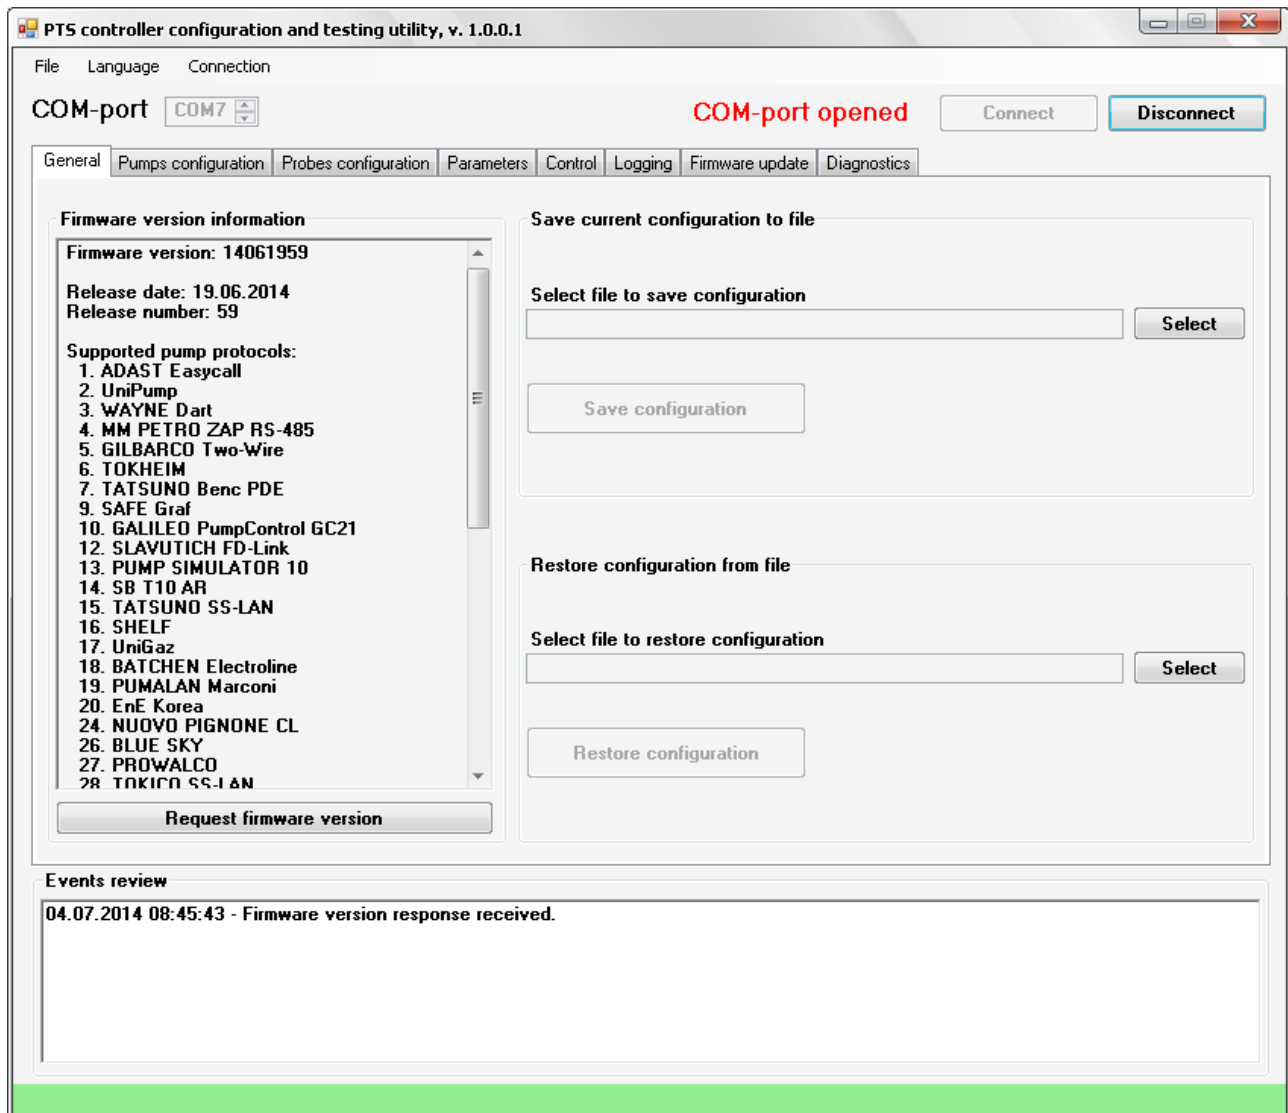 PTS controller configuration and testing utility, v. 1.0.0.1
File Language Connection
COM-port COM7 COM-port opened Connect Disconnect
General Pumps configuration Probes configuration Parameters Control Logging Firmware update Diagnostics
Firmware version information
Firmware version: 14061959
Release date: 19.06.2014
Release number: 59
Supported pump protocols:
1. ADAST Easycall
2. UniPump
3. WAYNE Dart
4. MM PETRO ZAP RS-485
5. GILBARCO Two-Wire
6. TOKHEIM
7. TATSUNO Benc PDE
9. SAFE Graf
10. GALILEO PumpControl GC21
12. SLAVUTICH FD-Link
13. PUMP SIMULATOR 10
14. SB T10 AR
15. TATSUNO SS-LAN
16. SHELF
17. UniGaz
18. BATCHEN Electroline
19. PUMALAN Marconi
20. EnE Korea
24. NUOVO PIGNONE CL
26. BLUE SKY
27. PROWALCO
28. TOKICO SS-LAN
Request firmware version
Save current configuration to file
Select file to save configuration
Select
Save configuration
Restore configuration from file
Select file to restore configuration
Select
Restore configuration
Events review
04.07.2014 08:45:43 - Firmware version response received.